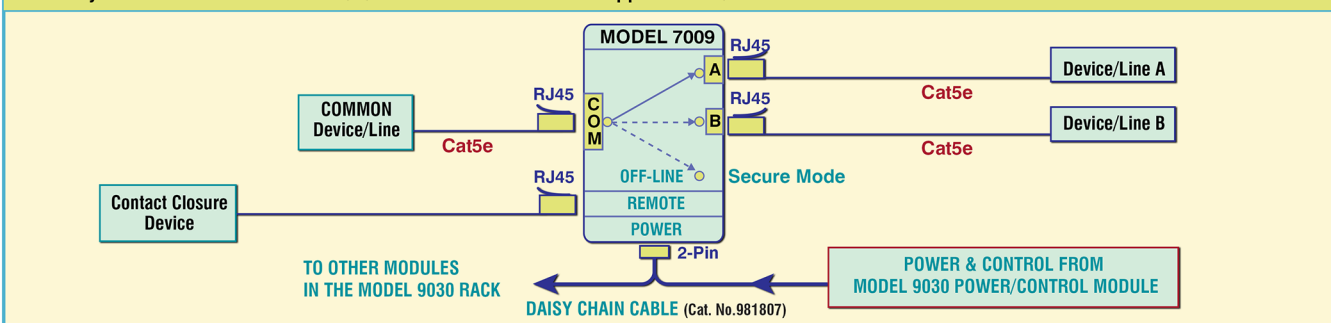 MODEL 7009
RJ45
A
Device/Line A
Cat5e
RJ45
COM
COMMON
Device/Line
Cat5e
RJ45
B
Device/Line B
Cat5e
RJ45
OFF-LINE
Secure Mode
Contact Closure
Device
REMOTE
POWER
2-Pin
TO OTHER MODULES
IN THE MODEL 9030 RACK
POWER & CONTROL FROM
MODEL 9030 POWER/CONTROL MODULE
DAISY CHAIN CABLE (Cat. No.981807)